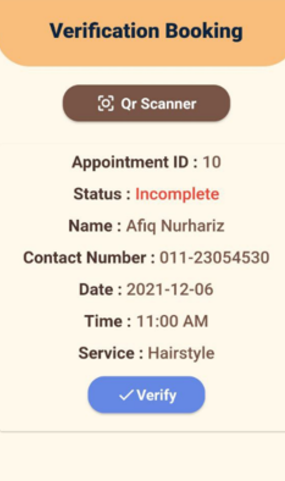 Verification Booking
Qr Scanner
Appointment ID : 10
Status : Incomplete
Name : Afiq Nurhariz
Contact Number : 011-23054530
Date : 2021-12-06
Time : 11:00 AM
Service : Hairstyle
Verify